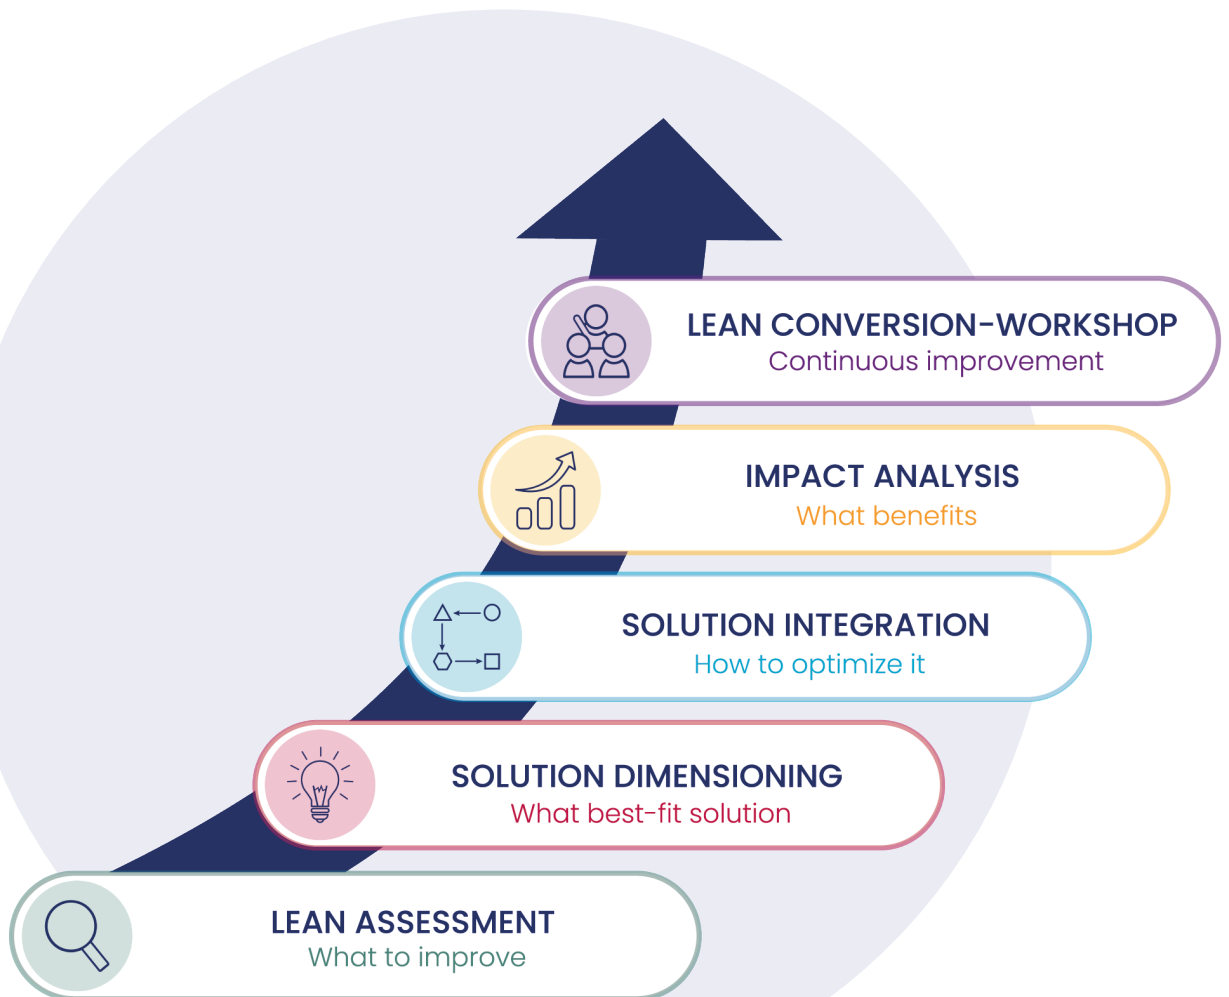 LEAN CONVERSION-WORKSHOP
Continuous improvement
IMPACT ANALYSIS
What benefits
SOLUTION INTEGRATION
How to optimize it
SOLUTION DIMENSIONING
What best-fit solution
LEAN ASSESSMENT
What to improve